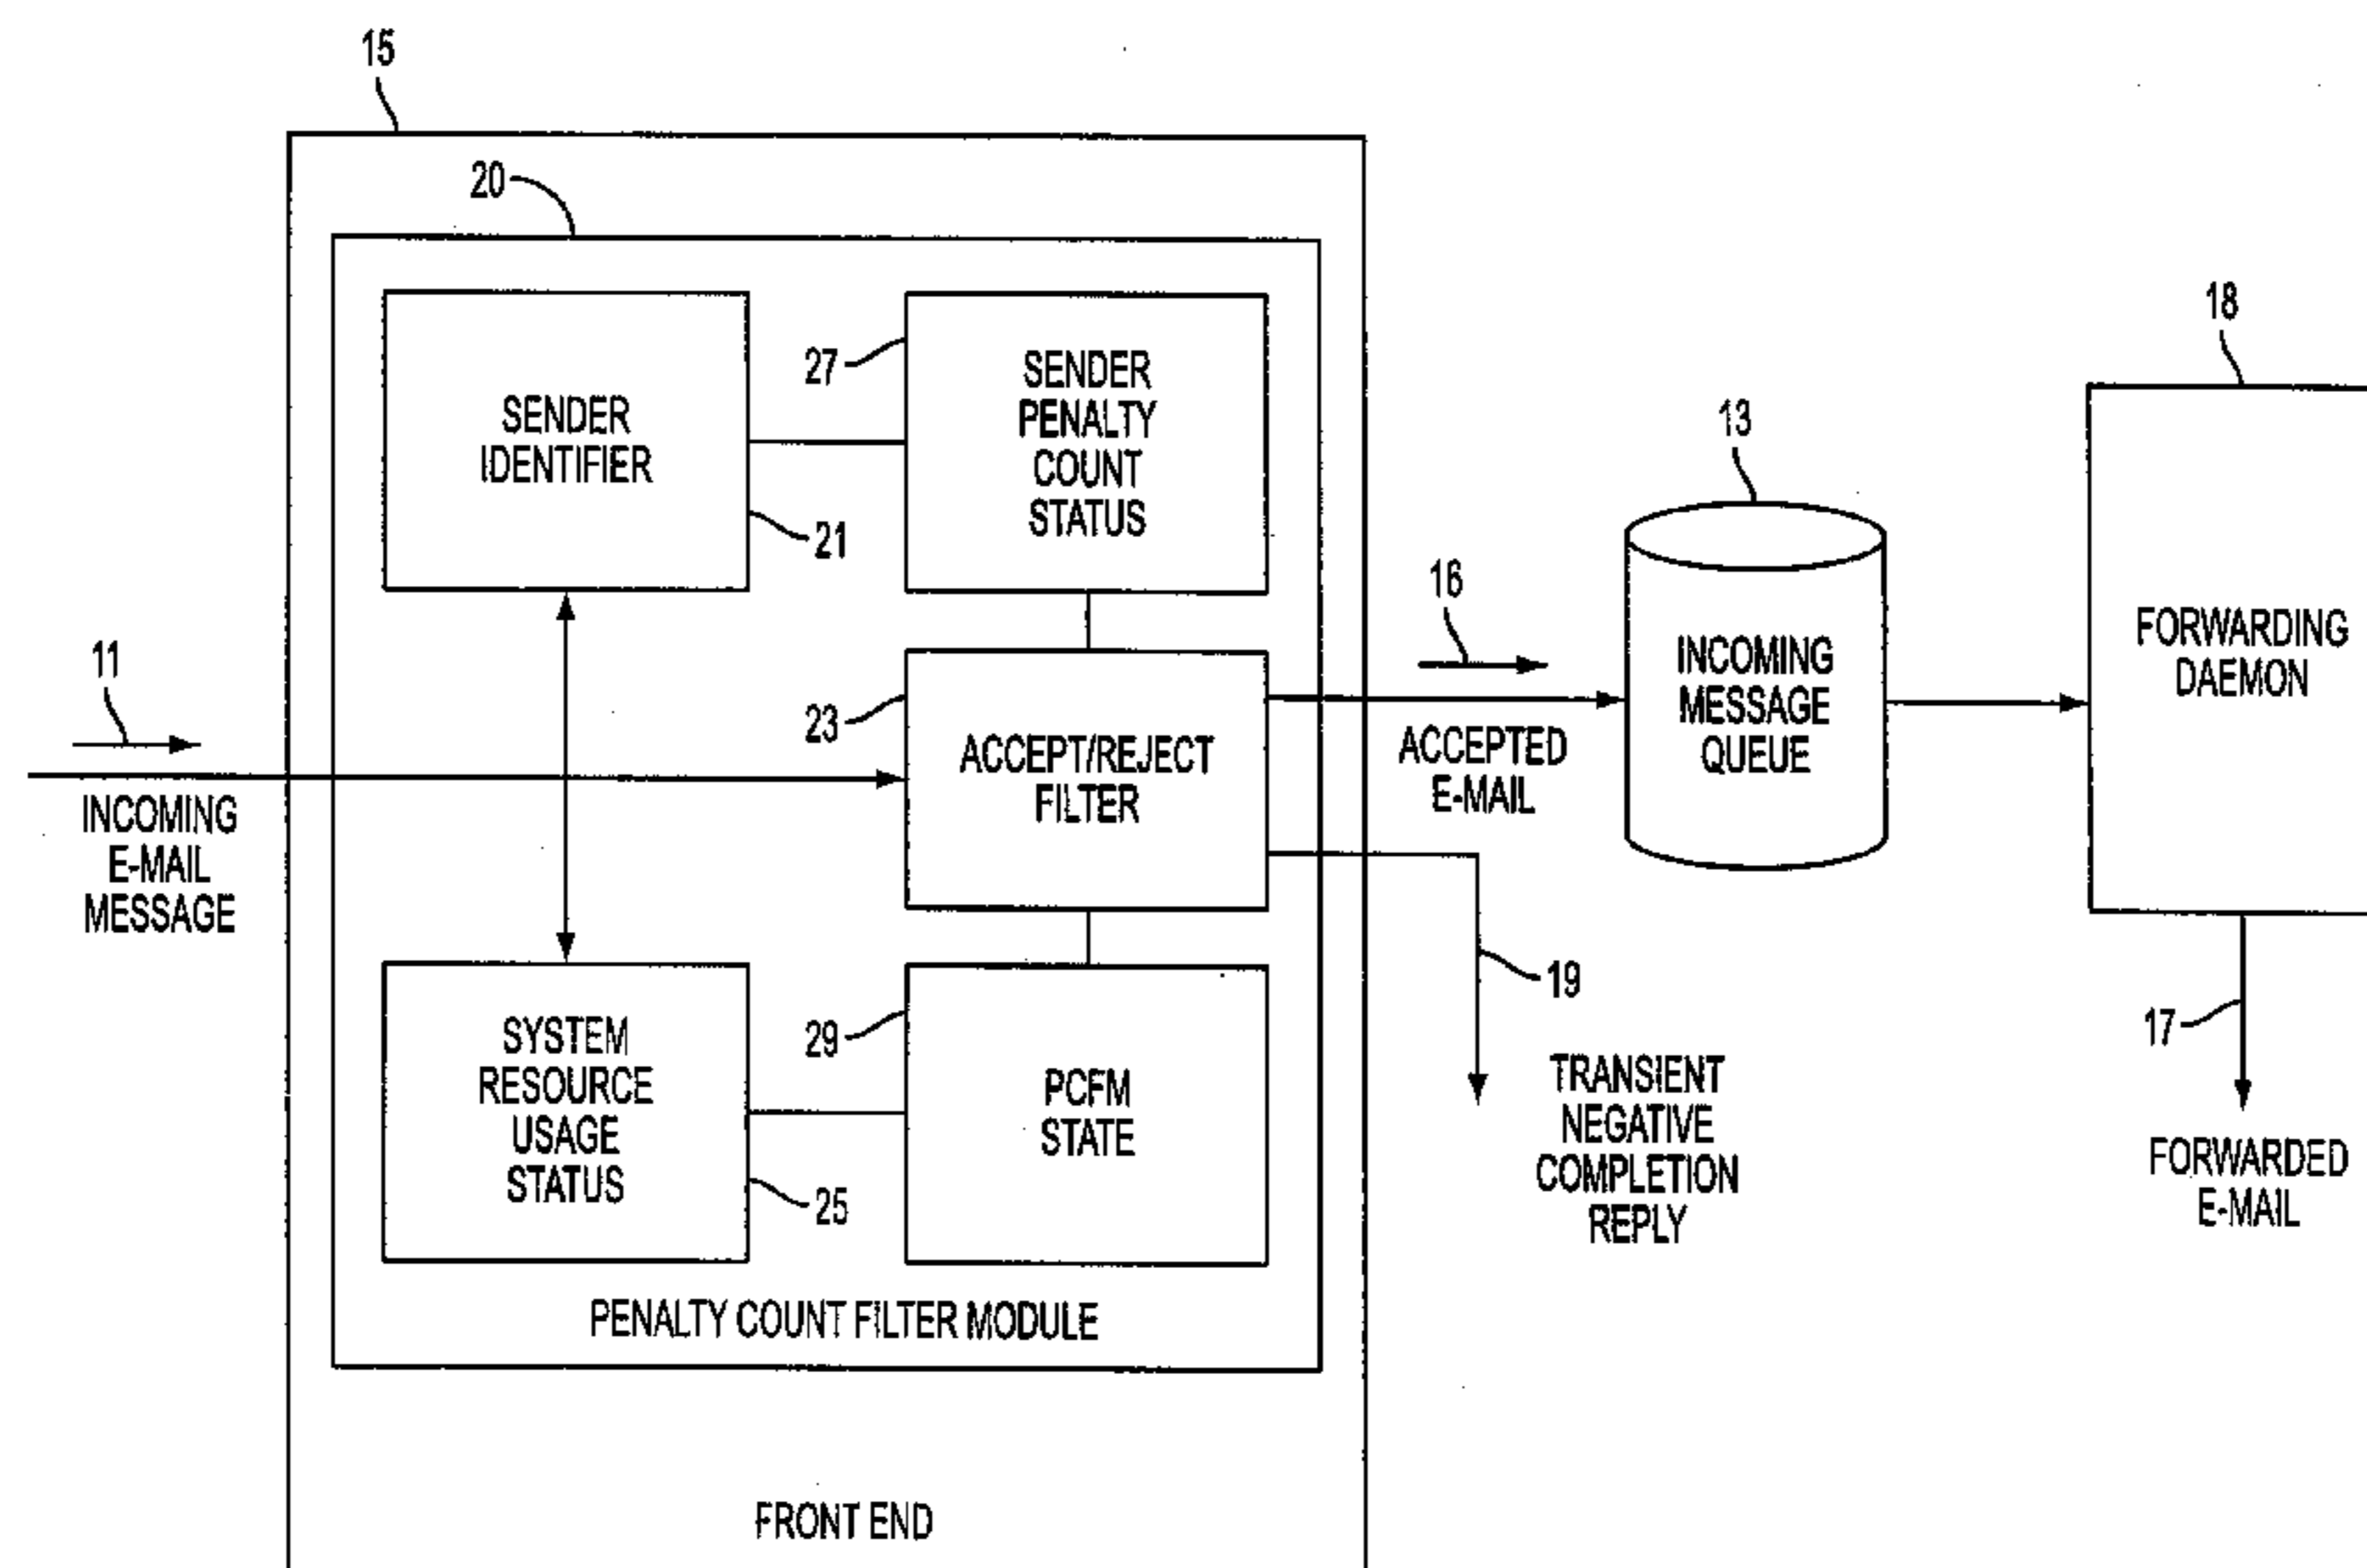 15
20
SENDER
IDENTIFIER
21
27
SENDER
PENALTY
COUNT
STATUS
11
INCOMING
E-MAIL
MESSAGE
23
ACCEPT/REJECT
FILTER
16
ACCEPTED
E-MAIL
13
INCOMING
MESSAGE
QUEUE
18
FORWARDING
DAEMON
SYSTEM
RESOURCE
USAGE
STATUS
25
29
PCFM
STATE
19
TRANSIENT
NEGATIVE
COMPLETION
REPLY
17
FORWARDED
E-MAIL
PENALTY COUNT FILTER MODULE
FRONT END